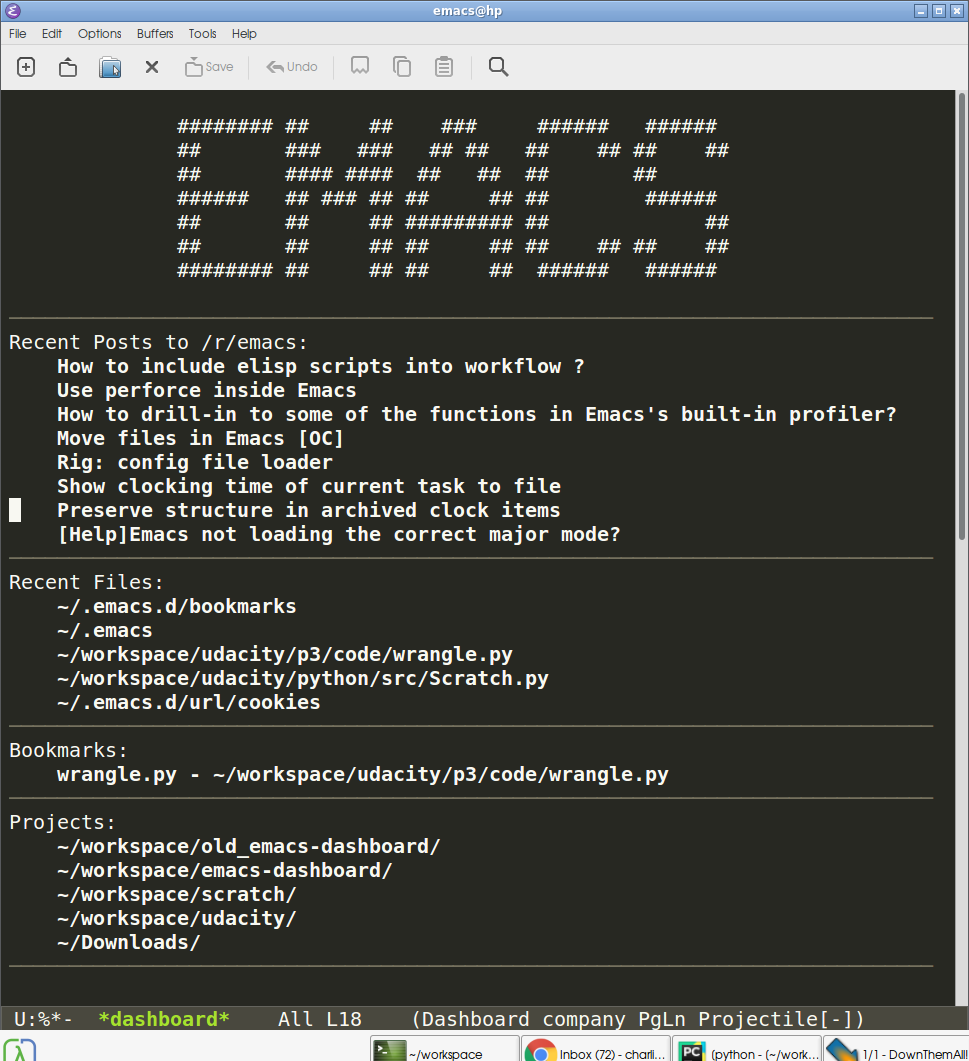 emacs@hp
File Edit Options Buffers Tools Help
Save Undo
EMACS
Recent Posts to /r/emacs:
How to include elisp scripts into workflow ?
Use perforce inside Emacs
How to drill-in to some of the functions in Emacs's built-in profiler?
Move files in Emacs [OC]
Rig: config file loader
Show clocking time of current task to file
Preserve structure in archived clock items
[Help]Emacs not loading the correct major mode?
Recent Files:
~/.emacs.d/bookmarks
~/.emacs
~/workspace/udacity/p3/code/wrangle.py
~/workspace/udacity/python/src/Scratch.py
~/.emacs.d/url/cookies
Bookmarks:
wrangle.py - ~/workspace/udacity/p3/code/wrangle.py
Projects:
~/workspace/old_emacs-dashboard/
~/workspace/emacs-dashboard/
~/workspace/scratch/
~/workspace/udacity/
~/Downloads/
U:%*- *dashboard* All L18 (Dashboard company PgLn Projectile[-])
λ ~/workspace Inbox (72) - charli... PC (python - (~/work... 1/1 - DownThemAll